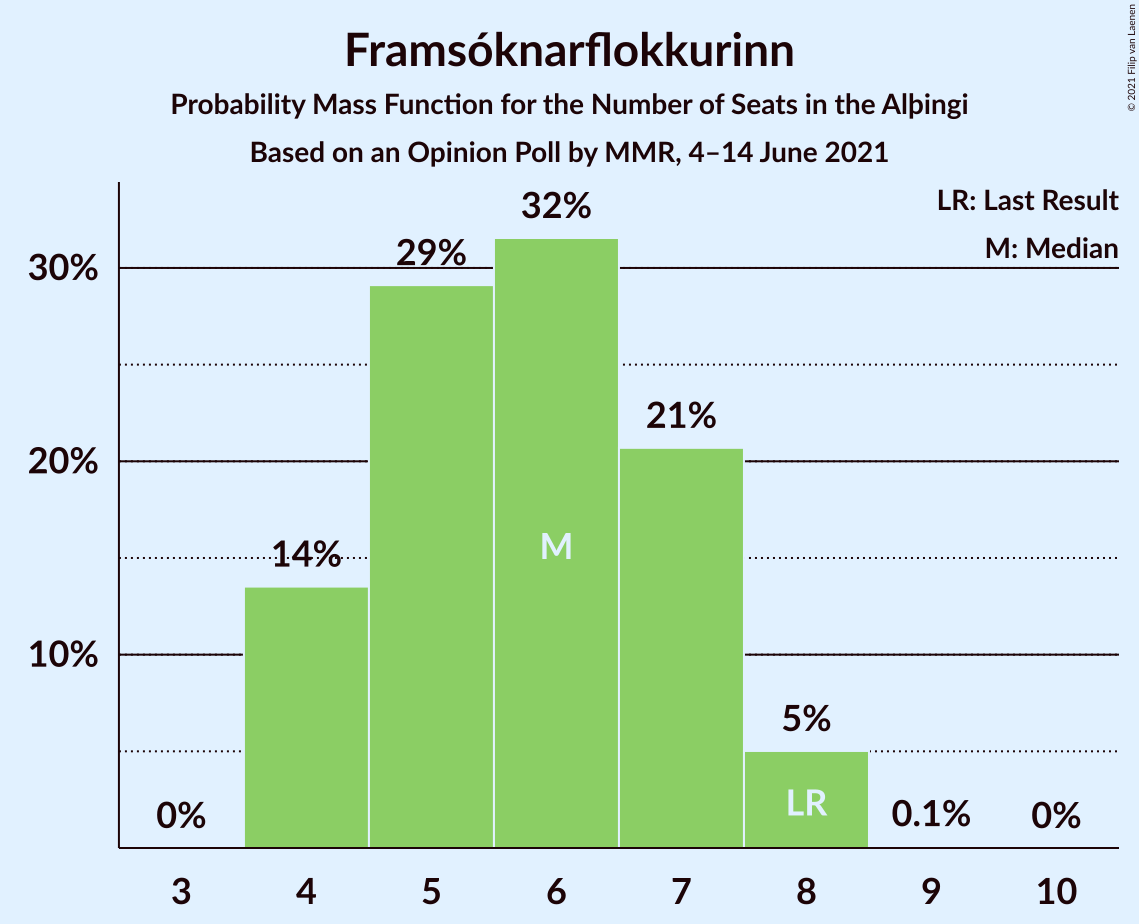 Framsóknarflokkurinn
Probability Mass Function for the Number of Seats in the Alþingi
Based on an Opinion Poll by MMR, 4–14 June 2021
© 2021 Filip van Laenen
LR: Last Result
M: Median
30%
20%
10%
0%
14%
29%
32%
21%
5%
0.1%
0%
M
LR
3
4
5
6
7
8
9
10